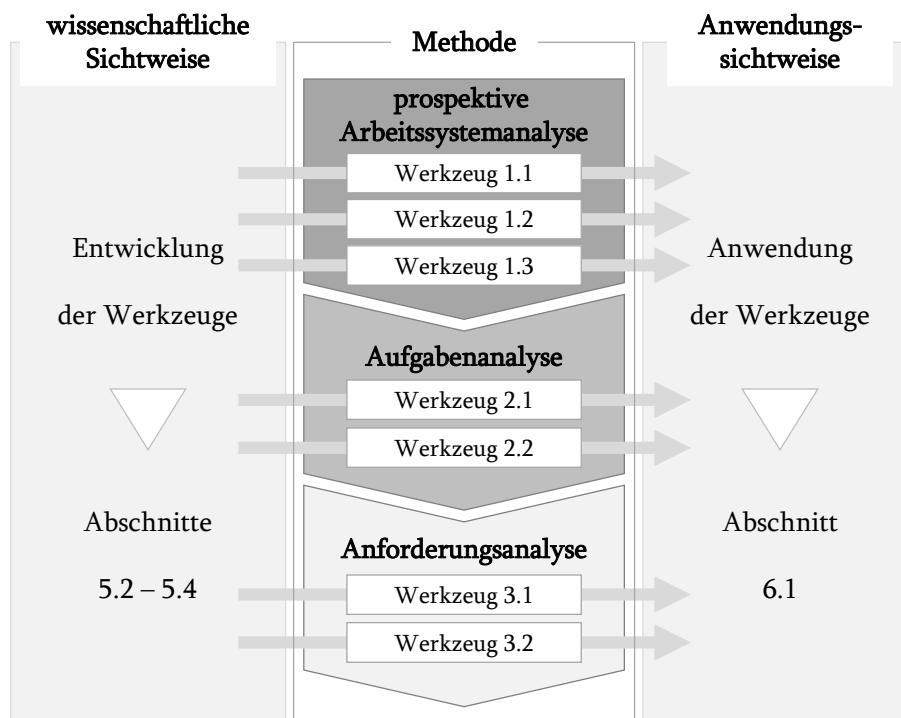 wissenschaftliche
Sichtweise
Entwicklung
der Werkzeuge
Abschnitte
5.2 – 5.4
Methode
prospektive
Arbeitssystemanalyse
Werkzeug 1.1
Werkzeug 1.2
Werkzeug 1.3
Aufgabenanalyse
Werkzeug 2.1
Werkzeug 2.2
Anforderungsanalyse
Werkzeug 3.1
Werkzeug 3.2
Anwendungs-
sichtweise
Anwendung
der Werkzeuge
Abschnitt
6.1